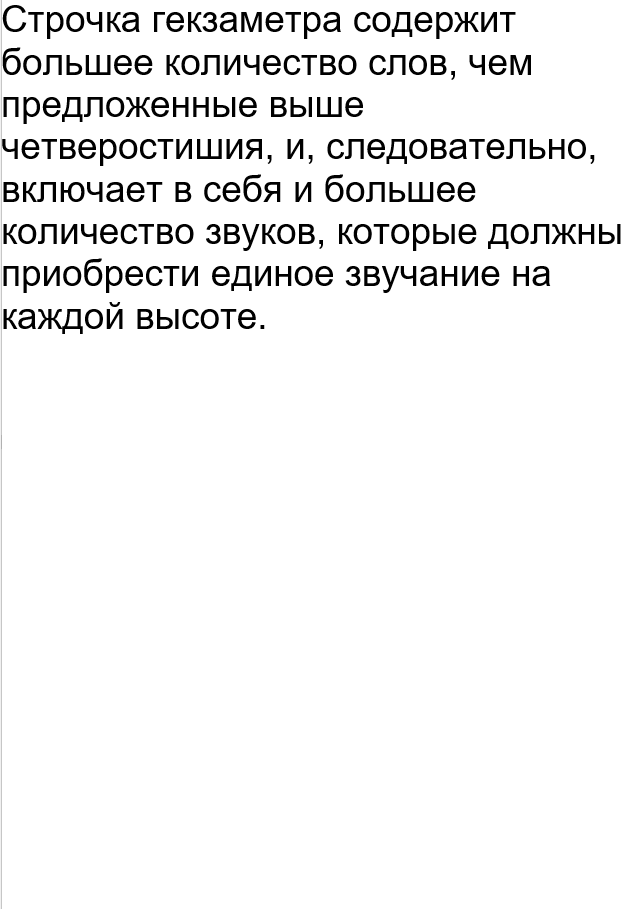 Строчка гекзаметра содержит
большее количество слов, чем
предложенные выше
четверостишия, и, следовательно,
включает в себя и большее
количество звуков, которые должны
приобрести единое звучание на
каждой высоте.